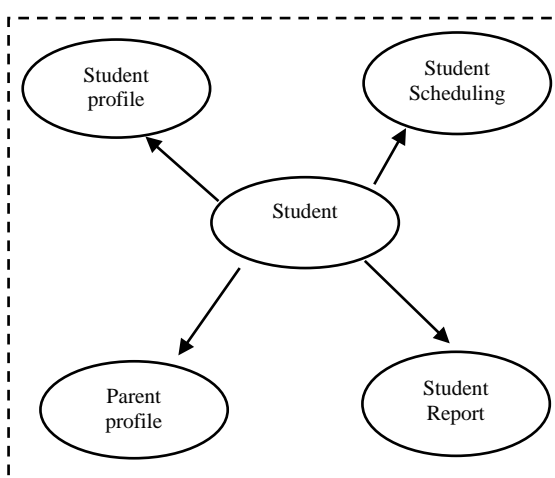 Student
profile
Student
Scheduling
Student
Parent
profile
Student
Report